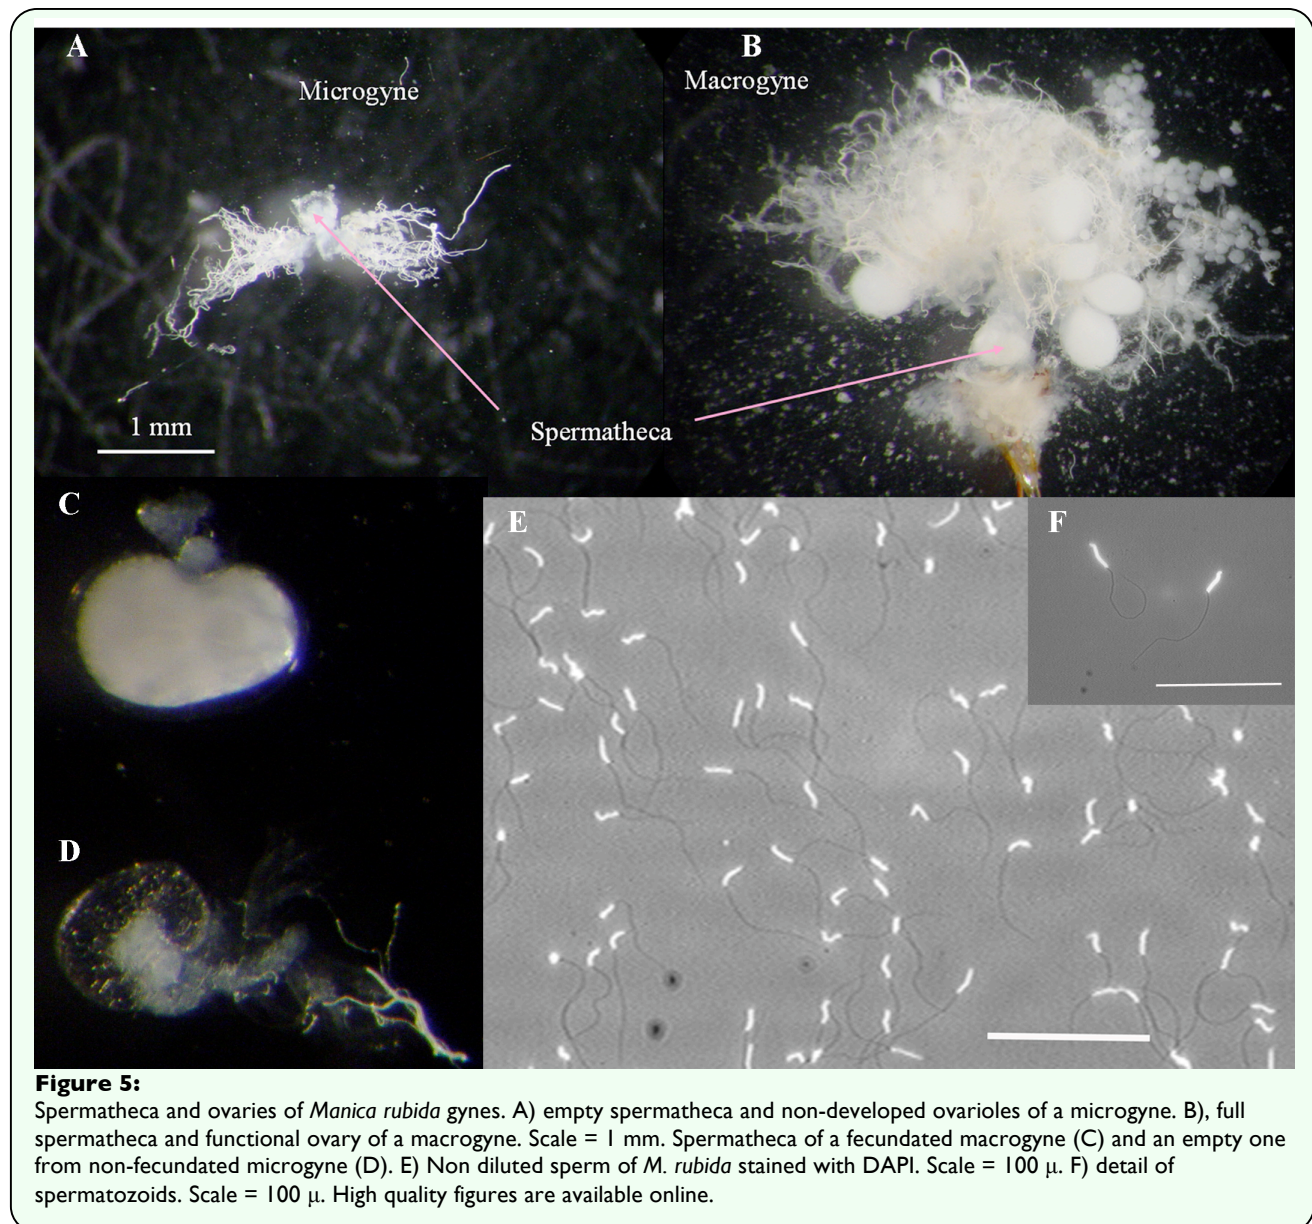 A
Microgyne
B
Macrogyne
1 mm
Spermatheca
C
D
E
F
Figure 5:
Spermatheca and ovaries of Manica rubida gynes. A) empty spermatheca and non-developed ovarioles of a microgyne. B), full
spermatheca and functional ovary of a macrogyne. Scale = 1 mm. Spermatheca of a fecundated macrogyne (C) and an empty one
from non-fecundated microgyne (D). E) Non diluted sperm of M. rubida stained with DAPI. Scale = 100 μ. F) detail of
spermatozoids. Scale = 100 μ. High quality figures are available online.